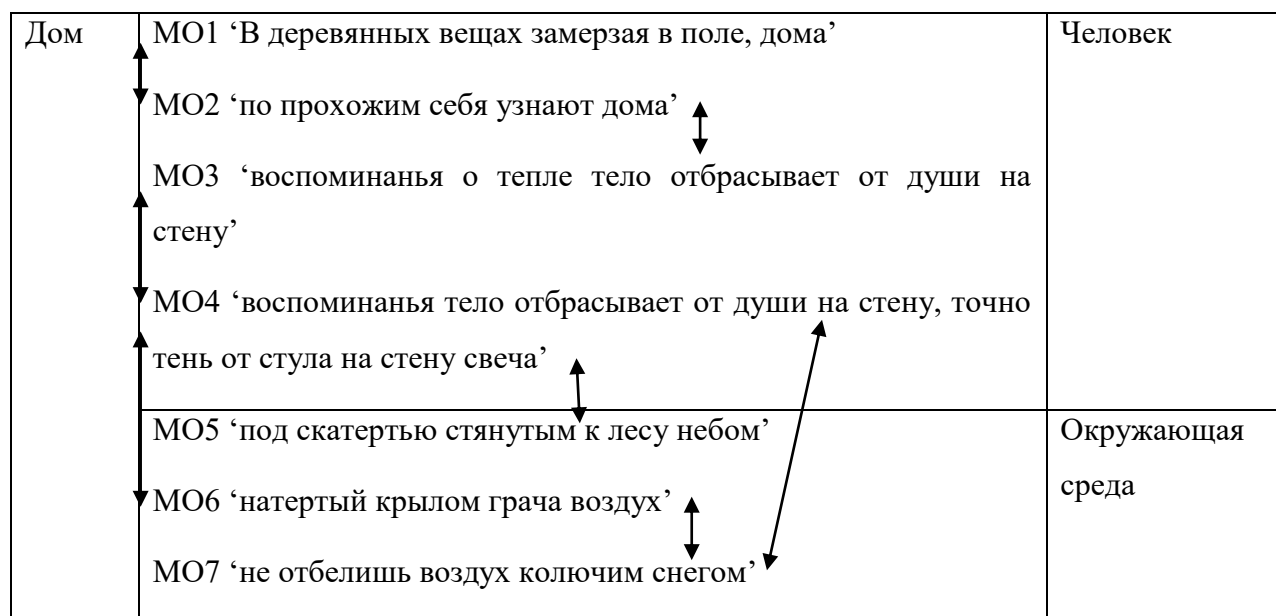 Дом
МО1 ‘В деревянных вещах замерзая в поле, дома’
Человек
МО2 ‘по прохожим себя узнают дома’
МО3 ‘воспоминанья о тепле тело отбрасывает от души на
стену’
МО4 ‘воспоминанья тело отбрасывает от души на стену, точно
тень от стула на стену свеча’
МО5 ‘под скатертью стянутым к лесу небом’
Окружающая
среда
МО6 ‘натертый крылом грача воздух’
МО7 ‘не отбелишь воздух колючим снегом’